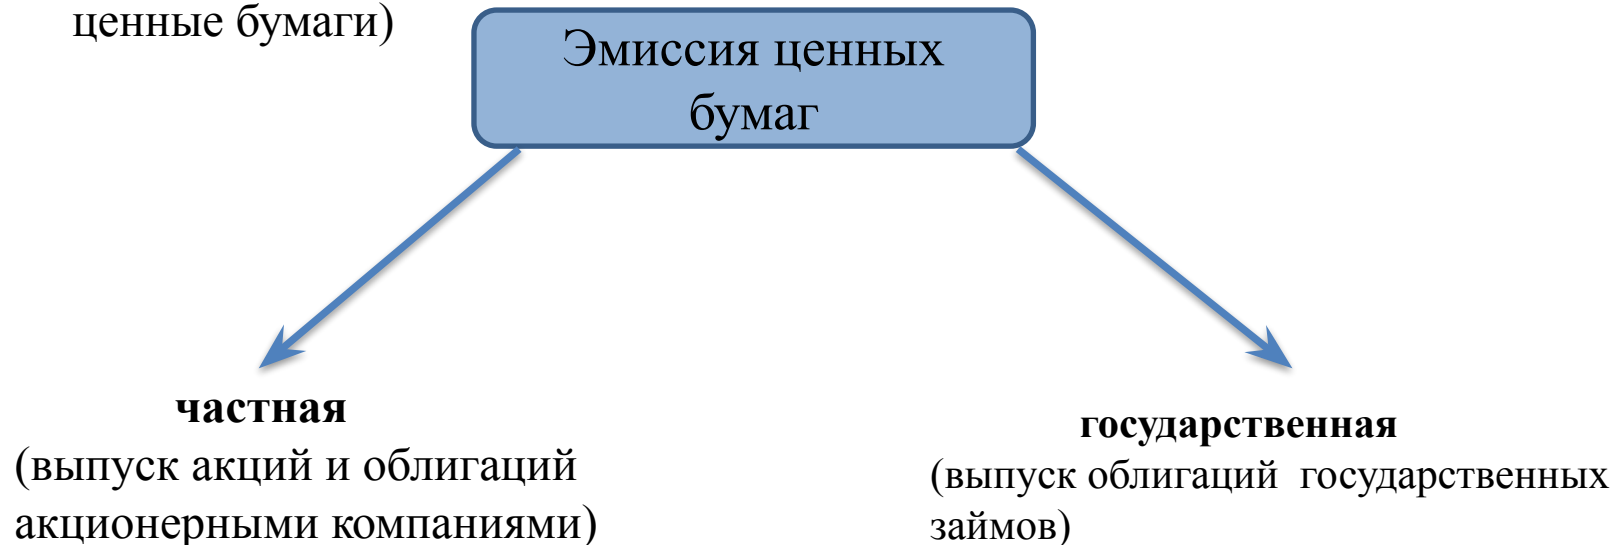 ценные бумаги)
Эмиссия ценных
бумаг
частная
(выпуск акций и облигаций
акционерными компаниями)
государственная
(выпуск облигаций государственных
займов)